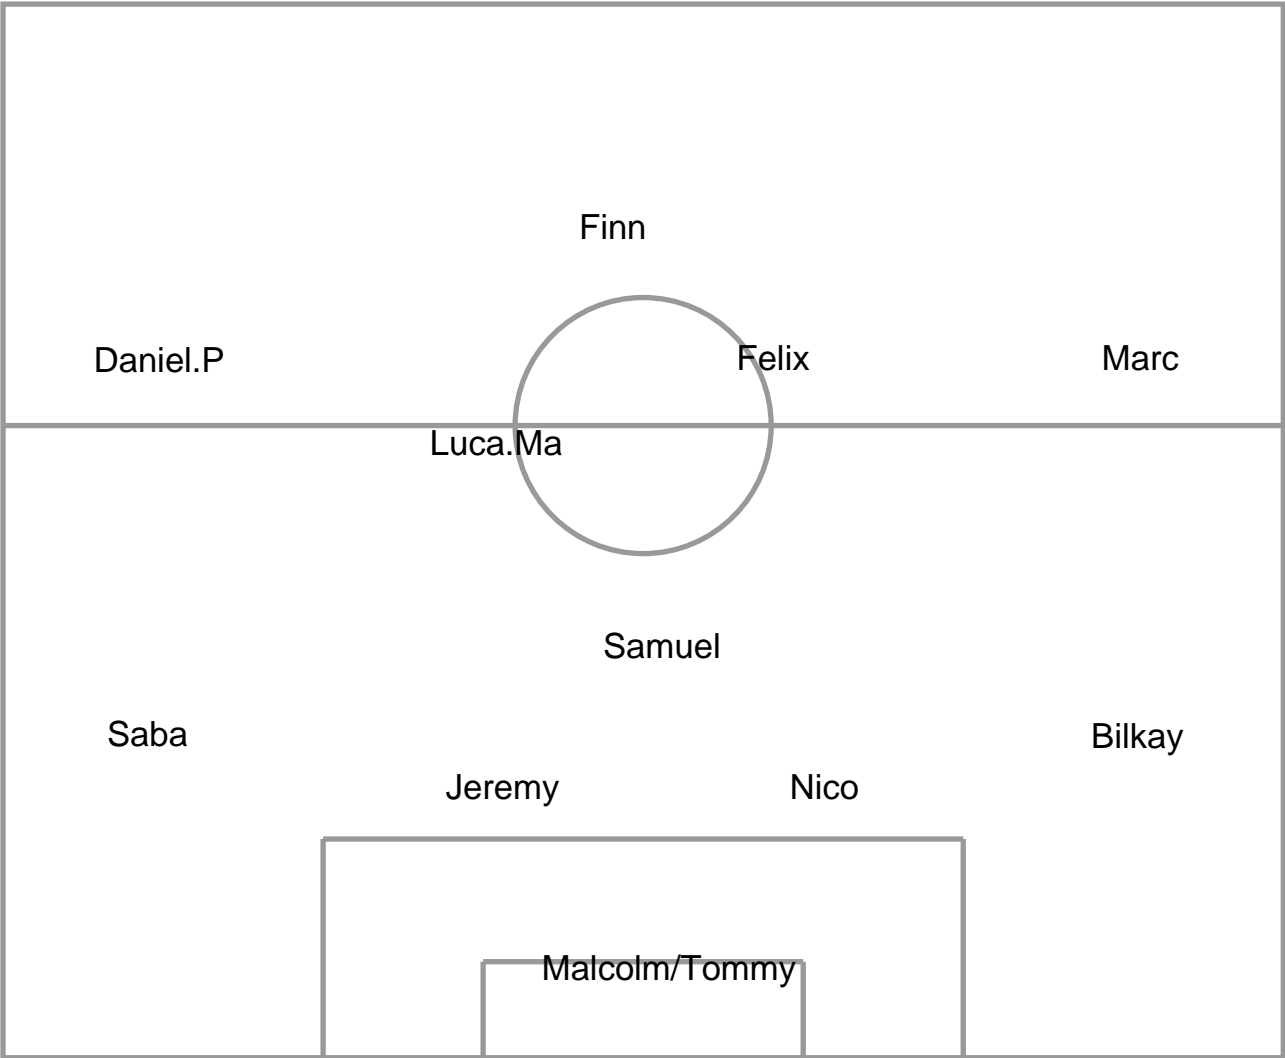 Finn
Daniel.P
Felix
Marc
Luca.Ma
Samuel
Saba
Bilkay
Jeremy
Nico
Malcolm/Tommy